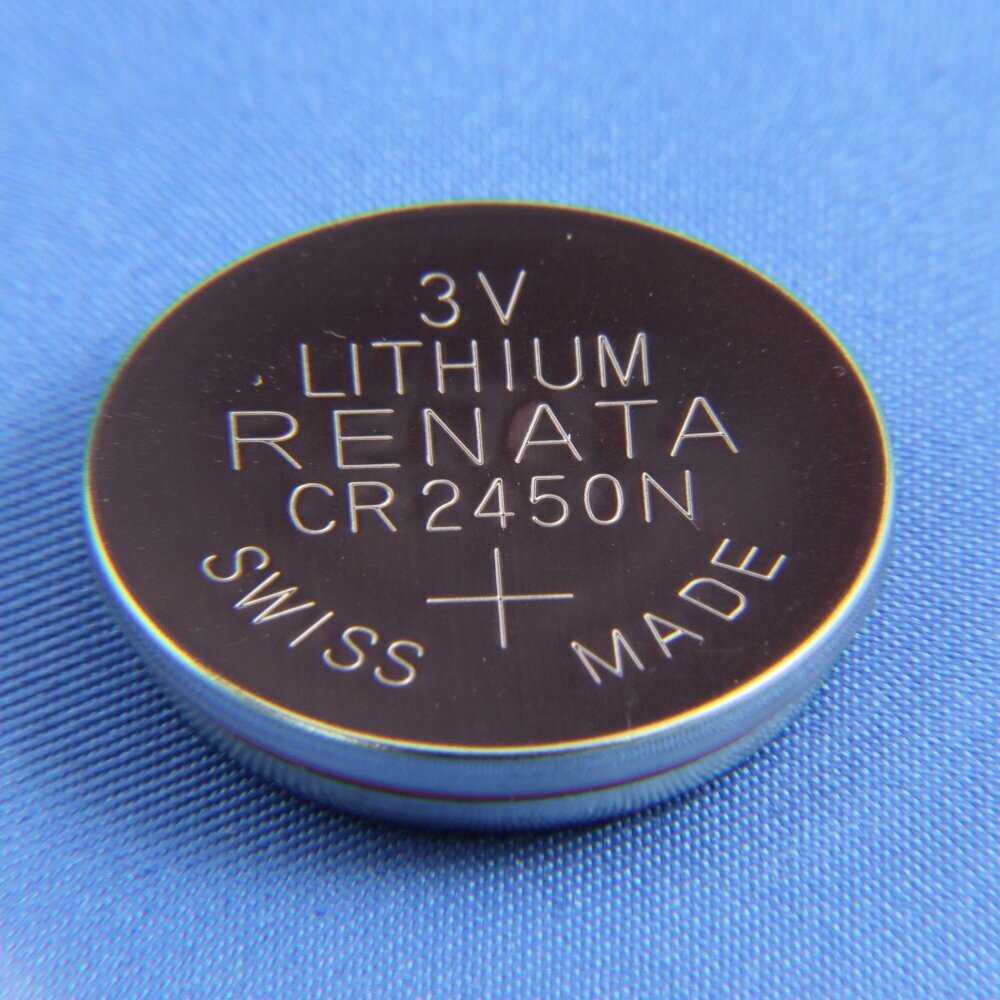 3V
LITHIUM
RENATA
CR2450N
+
SWISS MADE